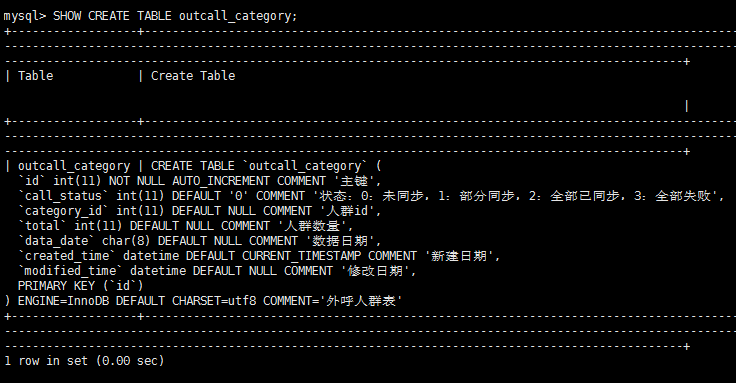 mysql> SHOW CREATE TABLE outcall_category;
+-----------------+--------------------------------------------------------------------------------
--------------------------------------------------------------------------------------------------
-------------------------------------------------------------------------------------------+
| Table           | Create Table
|
+-----------------+--------------------------------------------------------------------------------
--------------------------------------------------------------------------------------------------
-------------------------------------------------------------------------------------------+
| outcall_category | CREATE TABLE `outcall_category` (
  `id` int(11) NOT NULL AUTO_INCREMENT COMMENT '主键',
  `call_status` int(11) DEFAULT '0' COMMENT '状态：0：未同步，1：部分同步，2：全部已同步，3：全部失败',
  `category_id` int(11) DEFAULT NULL COMMENT '人群id',
  `total` int(11) DEFAULT NULL COMMENT '人群数量',
  `data_date` char(8) DEFAULT NULL COMMENT '数据日期',
  `created_time` datetime DEFAULT CURRENT_TIMESTAMP COMMENT '新建日期',
  `modified_time` datetime DEFAULT NULL COMMENT '修改日期',
  PRIMARY KEY (`id`)
) ENGINE=InnoDB DEFAULT CHARSET=utf8 COMMENT='外呼人群表'
+-----------------+--------------------------------------------------------------------------------
--------------------------------------------------------------------------------------------------
-------------------------------------------------------------------------------------------+
1 row in set (0.00 sec)